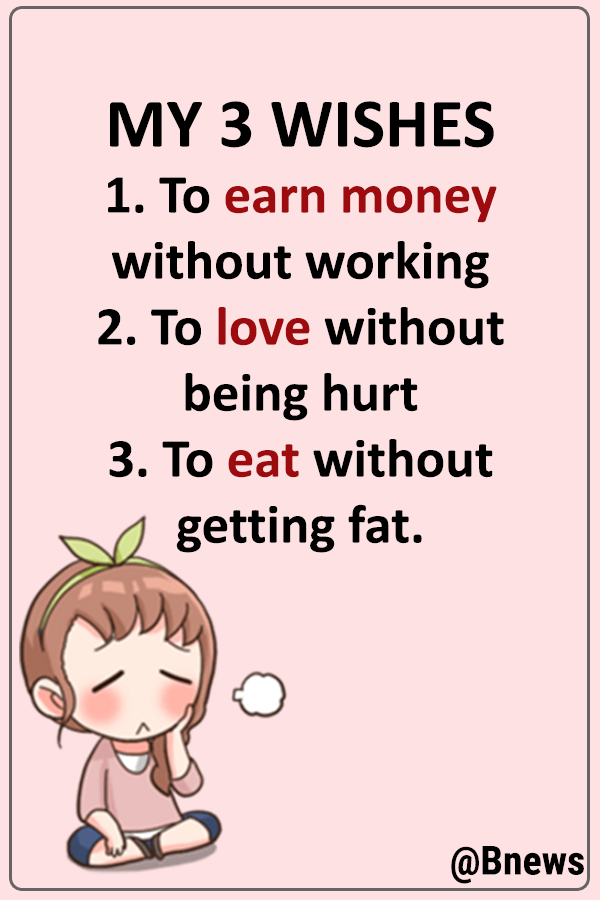 MY 3 WISHES
1. To earn money
without working
2. To love without
being hurt
3. To eat without
getting fat.
@Bnews